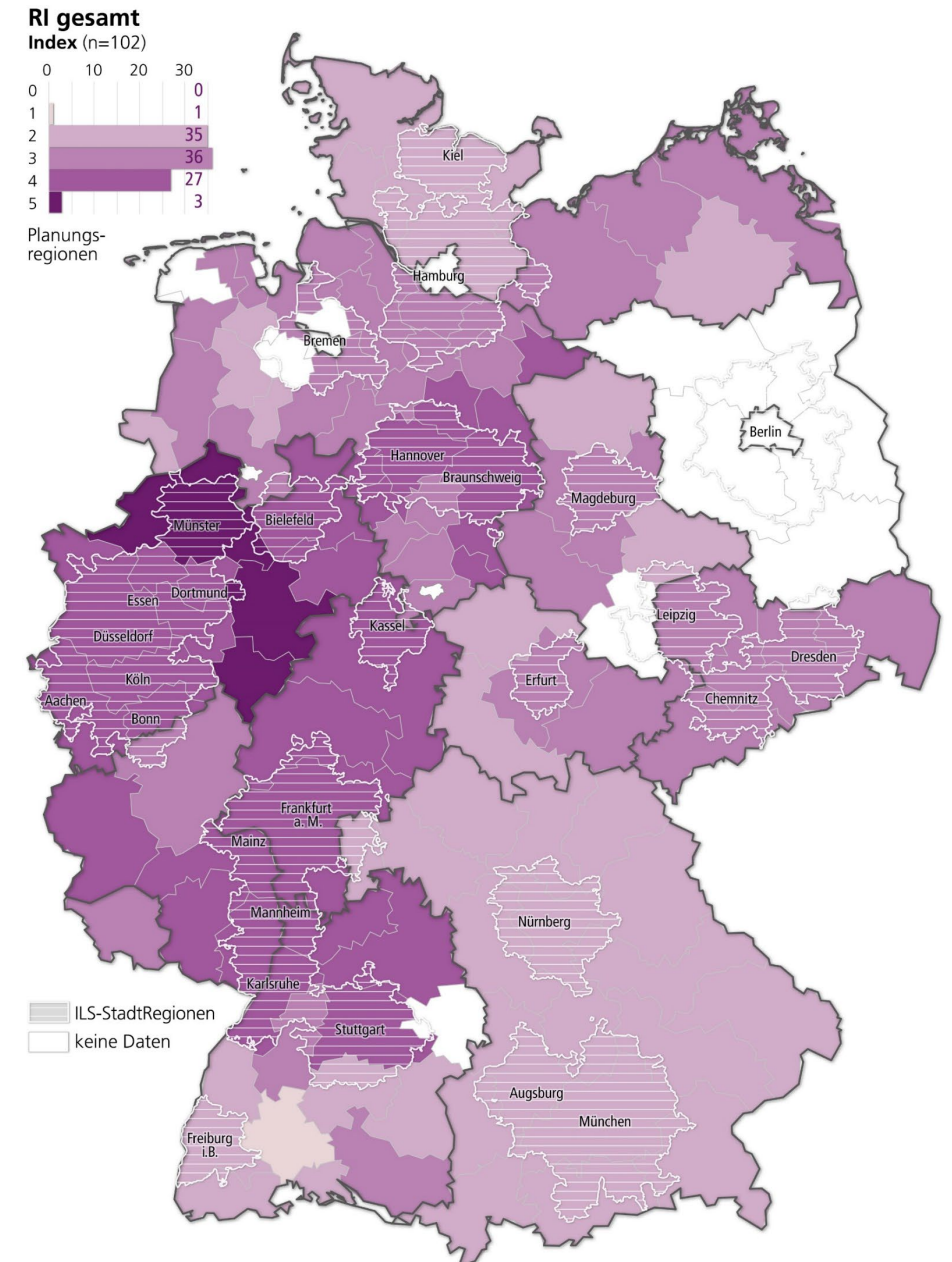 RI gesamt
Index (n=102)
0 10 20 30
0 0
1 1
2 35
3 36
4 27
5 3
Planungs-
regionen
Kiel
Hamburg
Bremen
Berlin
Hannover
Braunschweig
Magdeburg
Münster
Bielefeld
Essen
Dortmund
Düsseldorf
Kassel
Leipzig
Dresden
Köln
Aachen
Bonn
Erfurt
Chemnitz
Frankfurt
a. M.
Mainz
Mannheim
Nürnberg
Karlsruhe
Stuttgart
ILS-StadtRegionen
keine Daten
Augsburg
München
Freiburg
i.B.